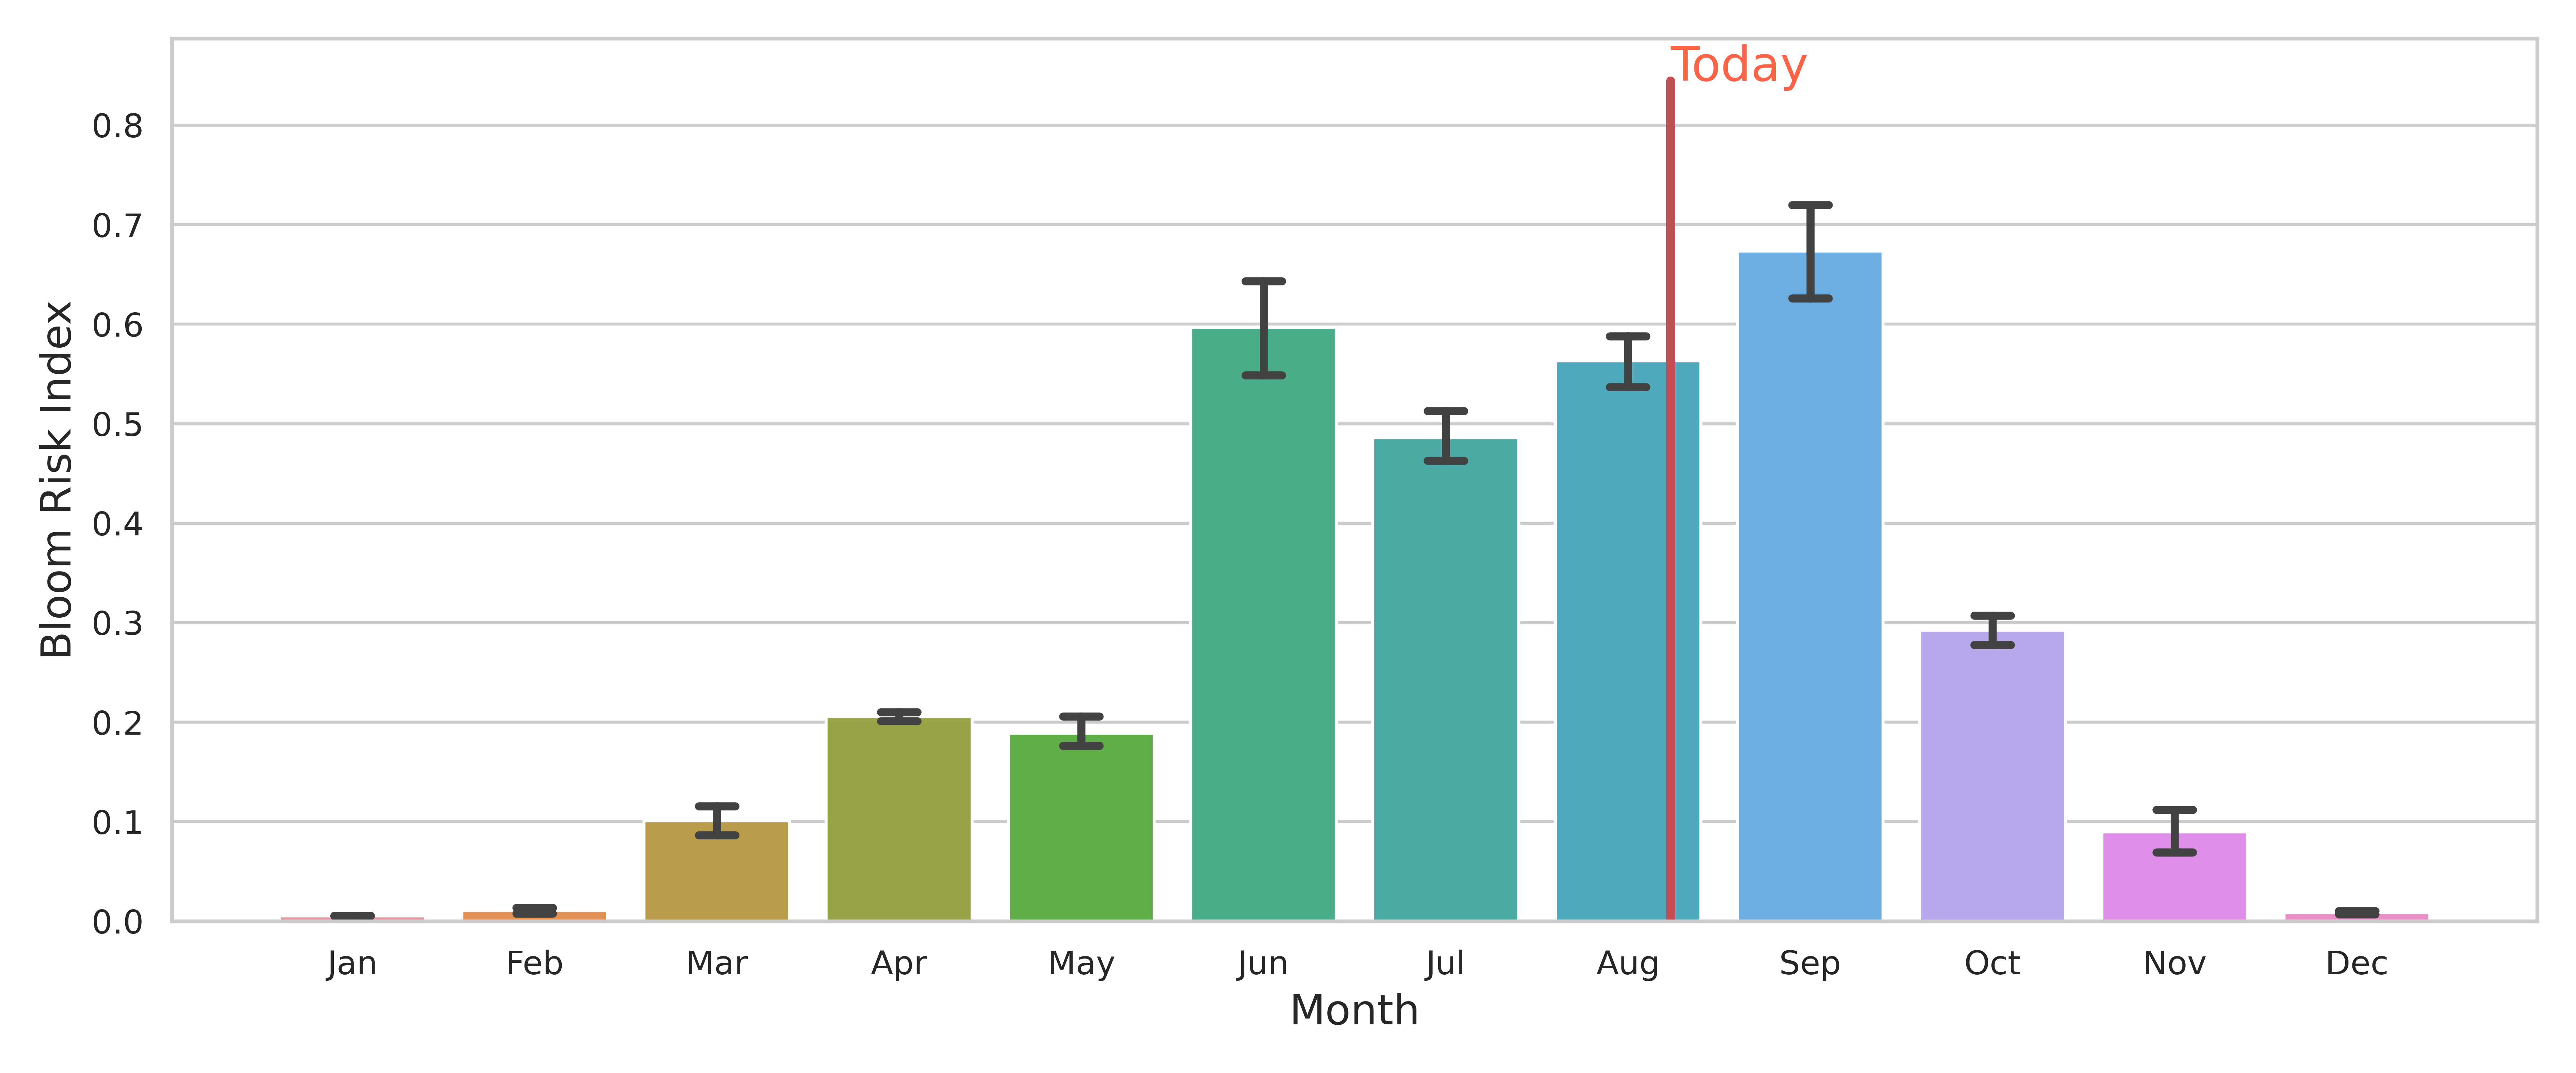 Today
Bloom Risk Index
0.8
0.7
0.6
0.5
0.4
0.3
0.2
0.1
0.0
Jan Feb Mar Apr May Jun Jul Aug Sep Oct Nov Dec
Month